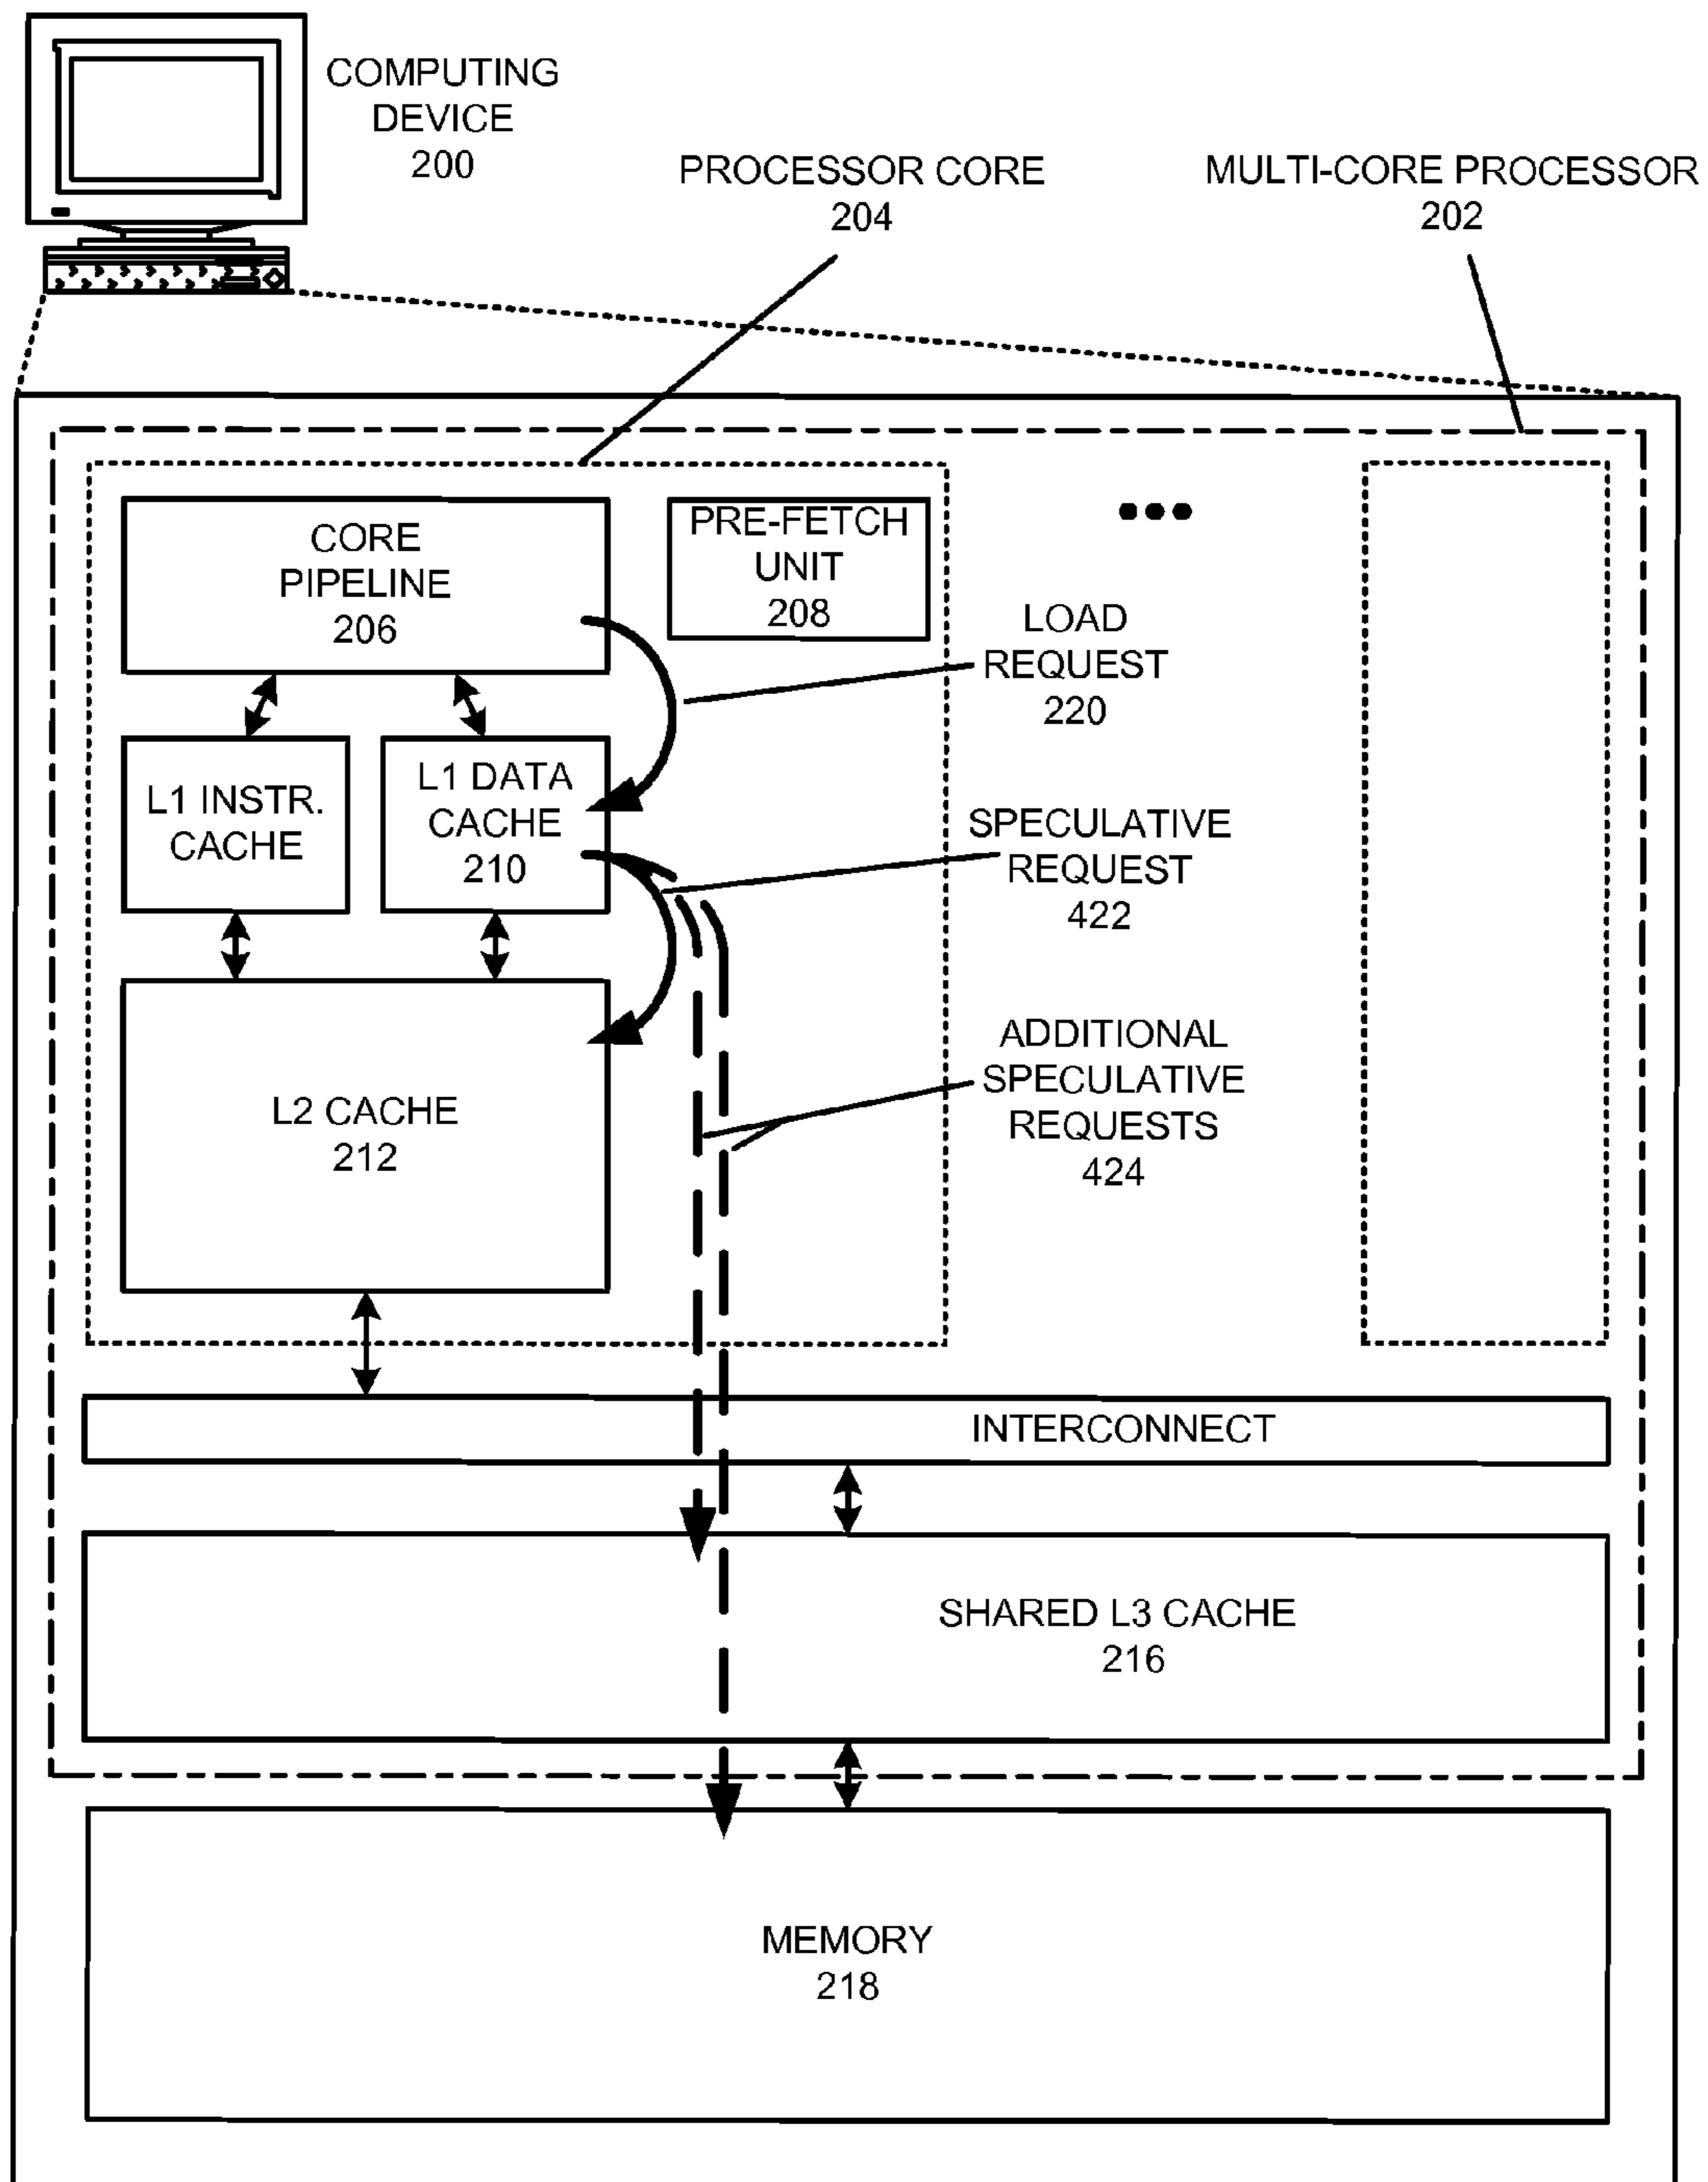 COMPUTING
DEVICE
200
PROCESSOR CORE
204
MULTI-CORE PROCESSOR
202
CORE
PIPELINE
206
PRE-FETCH
UNIT
208
LOAD
REQUEST
220
L1 INSTR.
CACHE
L1 DATA
CACHE
210
SPECULATIVE
REQUEST
422
L2 CACHE
212
ADDITIONAL
SPECULATIVE
REQUESTS
424
INTERCONNECT
SHARED L3 CACHE
216
MEMORY
218